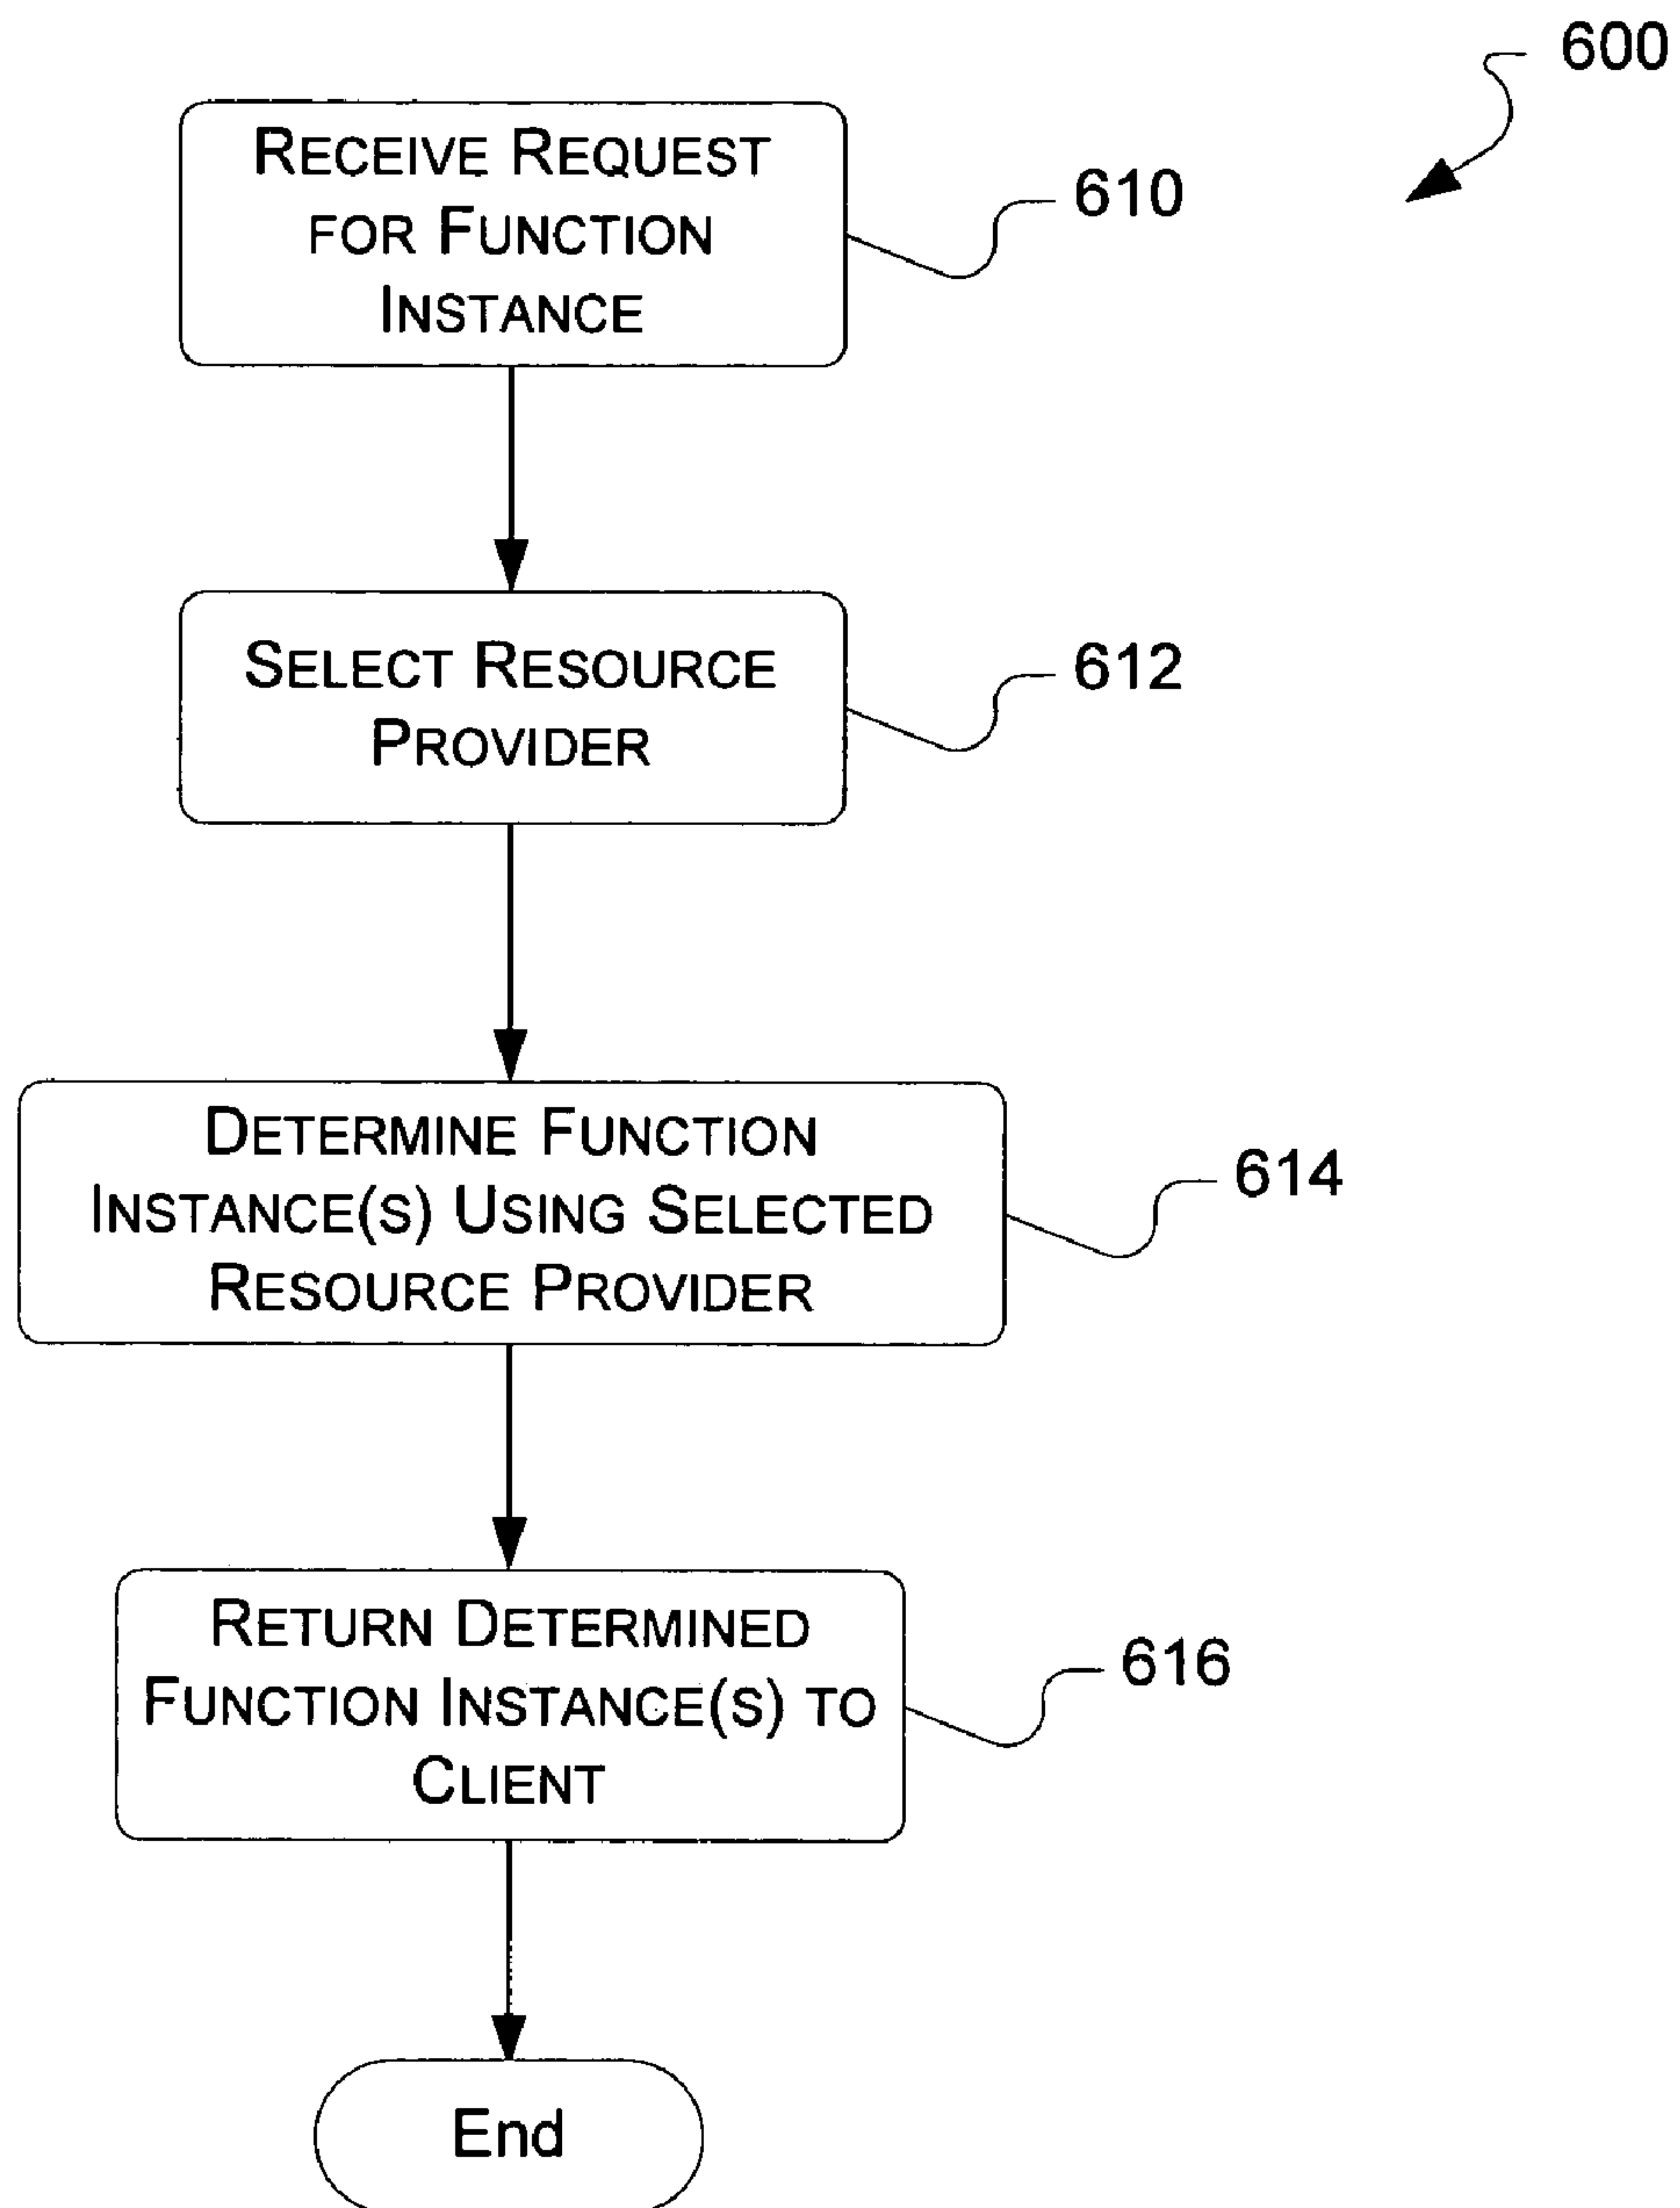 600
RECEIVE REQUEST
FOR FUNCTION
INSTANCE
610
SELECT RESOURCE
PROVIDER
612
DETERMINE FUNCTION
INSTANCE(S) USING SELECTED
RESOURCE PROVIDER
614
RETURN DETERMINED
FUNCTION INSTANCE(S) TO
CLIENT
616
End